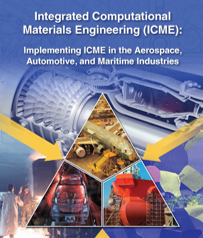 Integrated Computational
Materials Engineering (ICME):
Implementing ICME in the Aerospace,
Automotive, and Maritime Industries